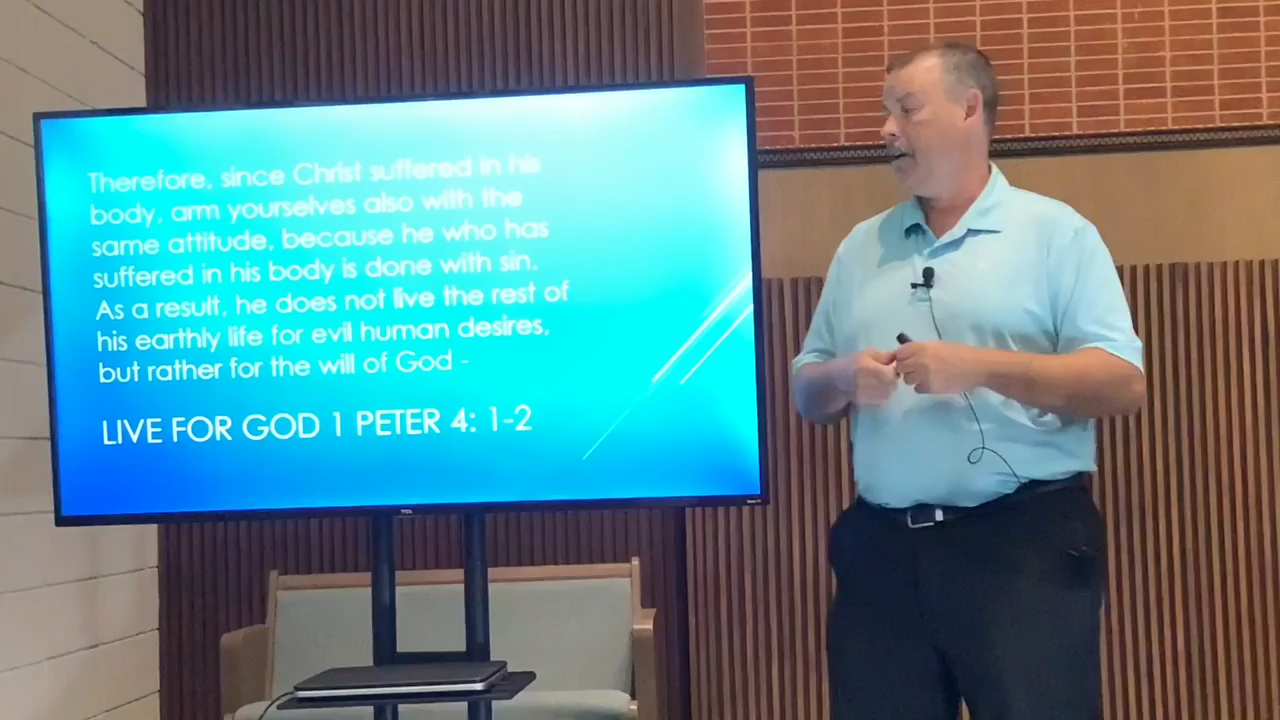 Therefore, since Christ suffered in his
body, arm yourselves also with the
same attitude, because he who has
suffered in his body is done with sin.
As a result, he does not live the rest of
his earthly life for evil human desires,
but rather for the will of God -
LIVE FOR GOD 1 PETER 4: 1-2
TCL